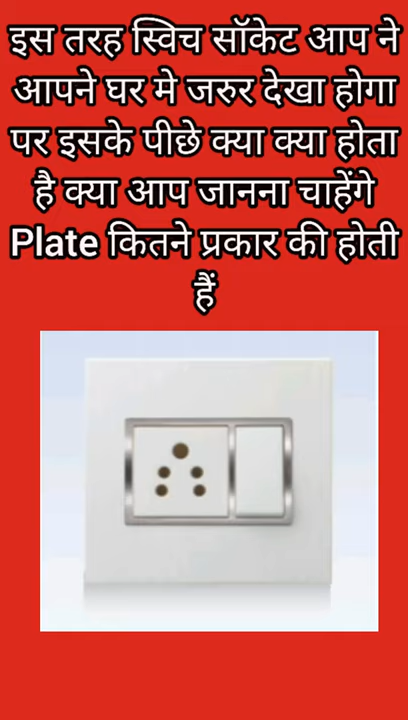 इस तरह स्विच सॉकेट आप ने
आपने घर मे जरुर देखा होगा
पर इसके पीछे क्या क्या होता
है क्या आप जानना चाहेंगे
Plate कितने प्रकार की होती
हैं